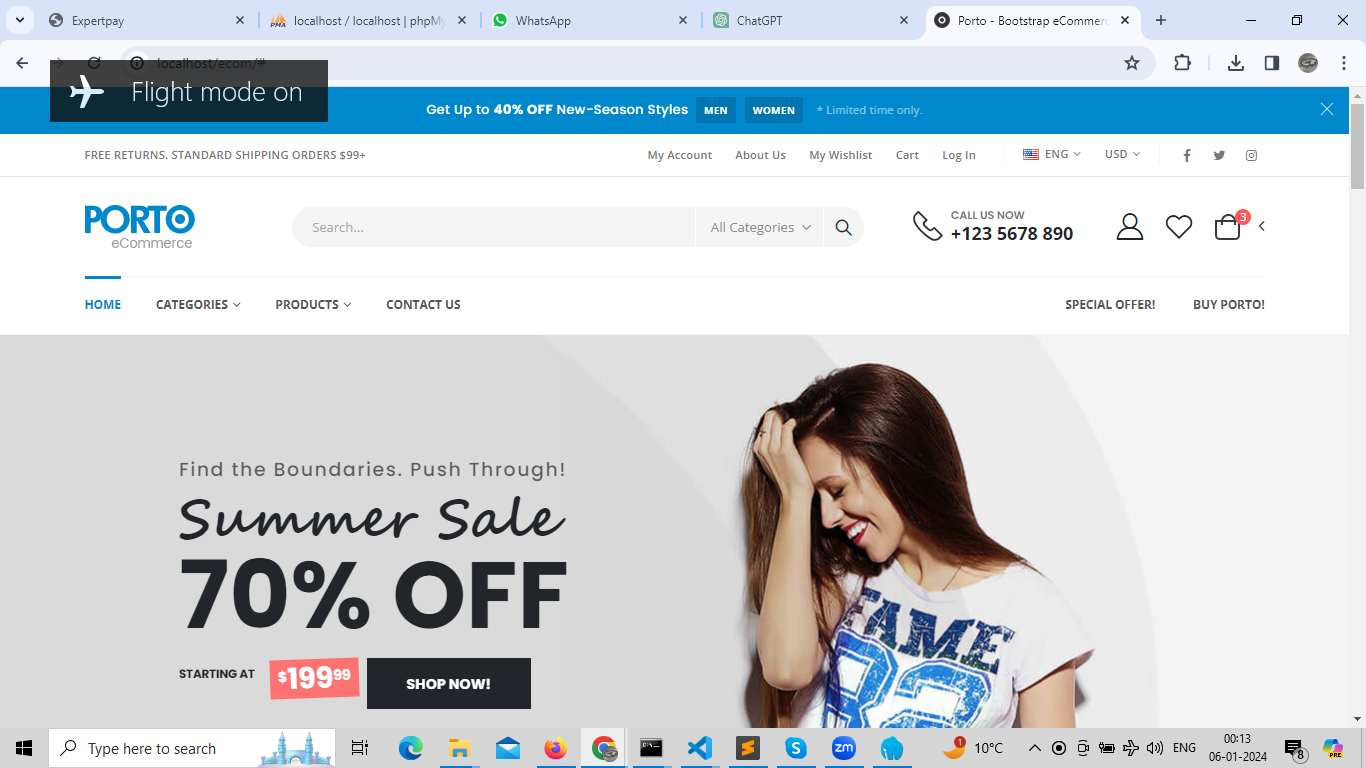 Expertpay
localhost / localhost | phpMy
WhatsApp
ChatGPT
Porto - Bootstrap eCommerc
localhost/ecom/#
Flight mode on
Get Up to 40% OFF New-Season Styles MEN WOMEN * Limited time only.
FREE RETURNS. STANDARD SHIPPING ORDERS $99+
My Account About Us My Wishlist Cart Log In ENG USD
PORTO
eCommerce
Search...
All Categories
CALL US NOW
+123 5678 890
3
HOME CATEGORIES PRODUCTS CONTACT US SPECIAL OFFER! BUY PORTO!
Find the Boundaries. Push Through!
Summer Sale
70% OFF
STARTING AT $19999 SHOP NOW!
FAME
82
Type here to search
1
10°C
ENG
00:13
06-01-2024
8
PRE